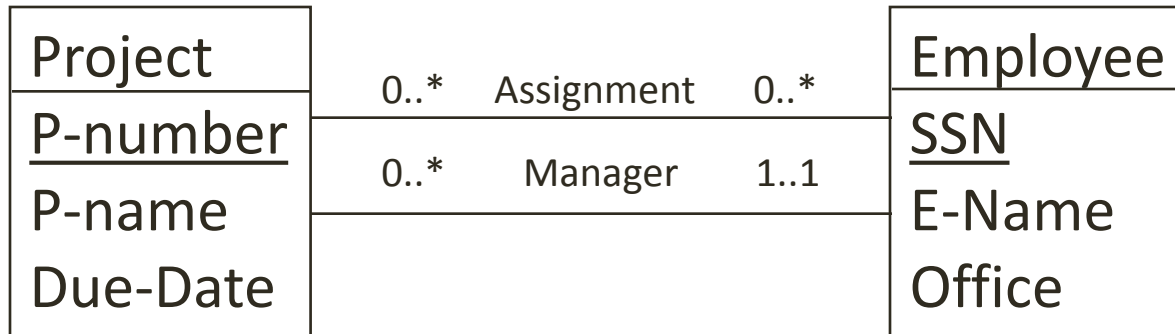 Project
P-number
P-name
Due-Date
0..* Assignment 0..*
0..* Manager 1..1
Employee
SSN
E-Name
Office